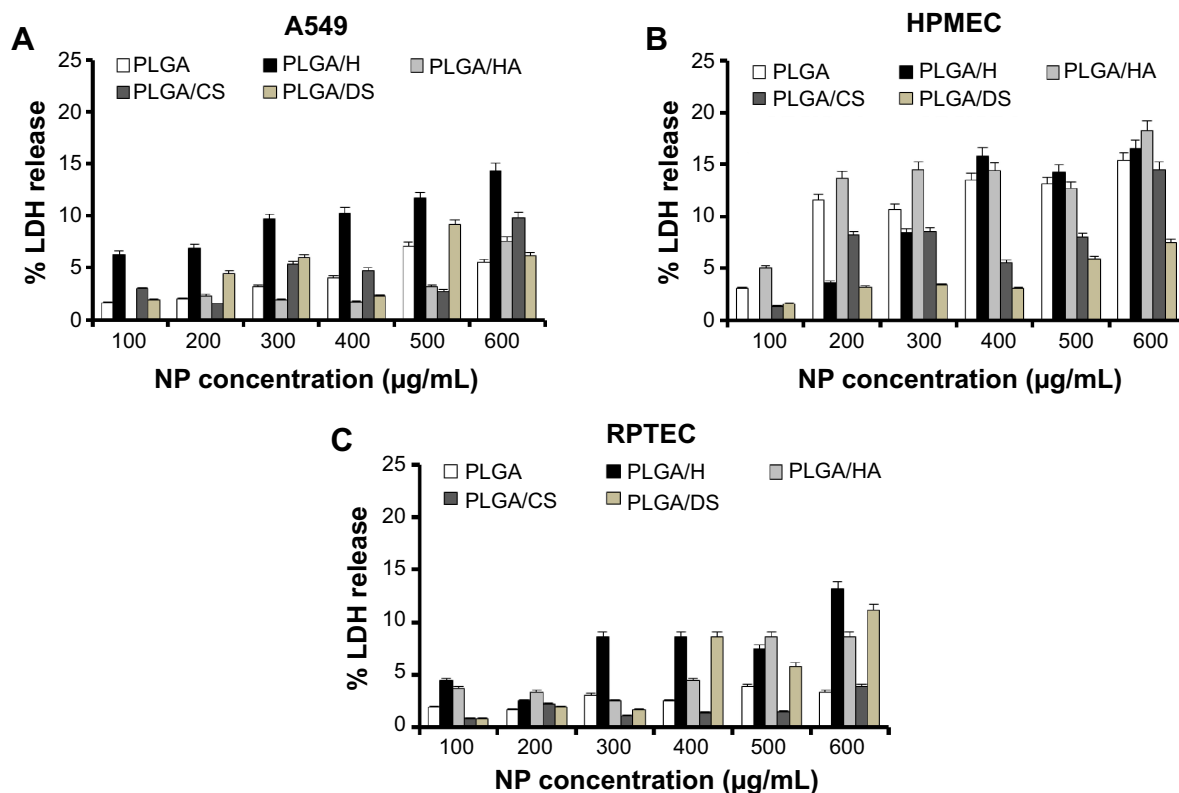 A
A549
25
20
15
10
5
0
% LDH release
PLGA
PLGA/H
PLGA/HA
PLGA/CS
PLGA/DS
100 200 300 400 500 600
NP concentration (µg/mL)
B
HPMEC
25
20
15
10
5
0
% LDH release
PLGA
PLGA/H
PLGA/HA
PLGA/CS
PLGA/DS
100 200 300 400 500 600
NP concentration (µg/mL)
C
RPTEC
25
20
15
10
5
0
% LDH release
PLGA
PLGA/H
PLGA/HA
PLGA/CS
PLGA/DS
100 200 300 400 500 600
NP concentration (µg/mL)